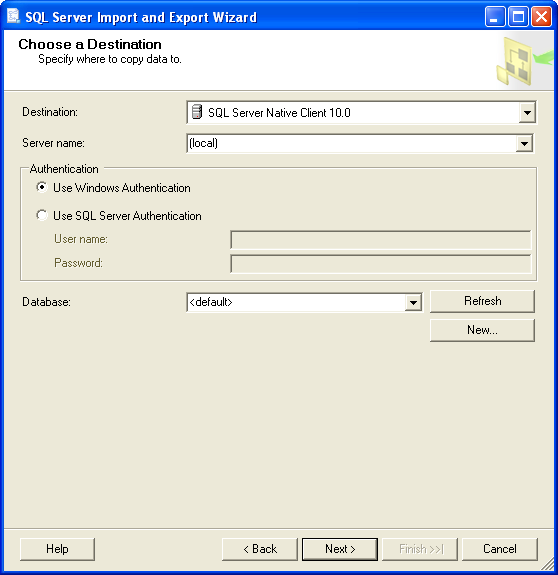 SQL Server Import and Export Wizard
Choose a Destination
Specify where to copy data to.
Destination: SQL Server Native Client 10.0
Server name: (local)
Authentication
Use Windows Authentication
Use SQL Server Authentication
User name:
Password:
Database: <default> Refresh
New...
Help < Back Next > Finish >>| Cancel